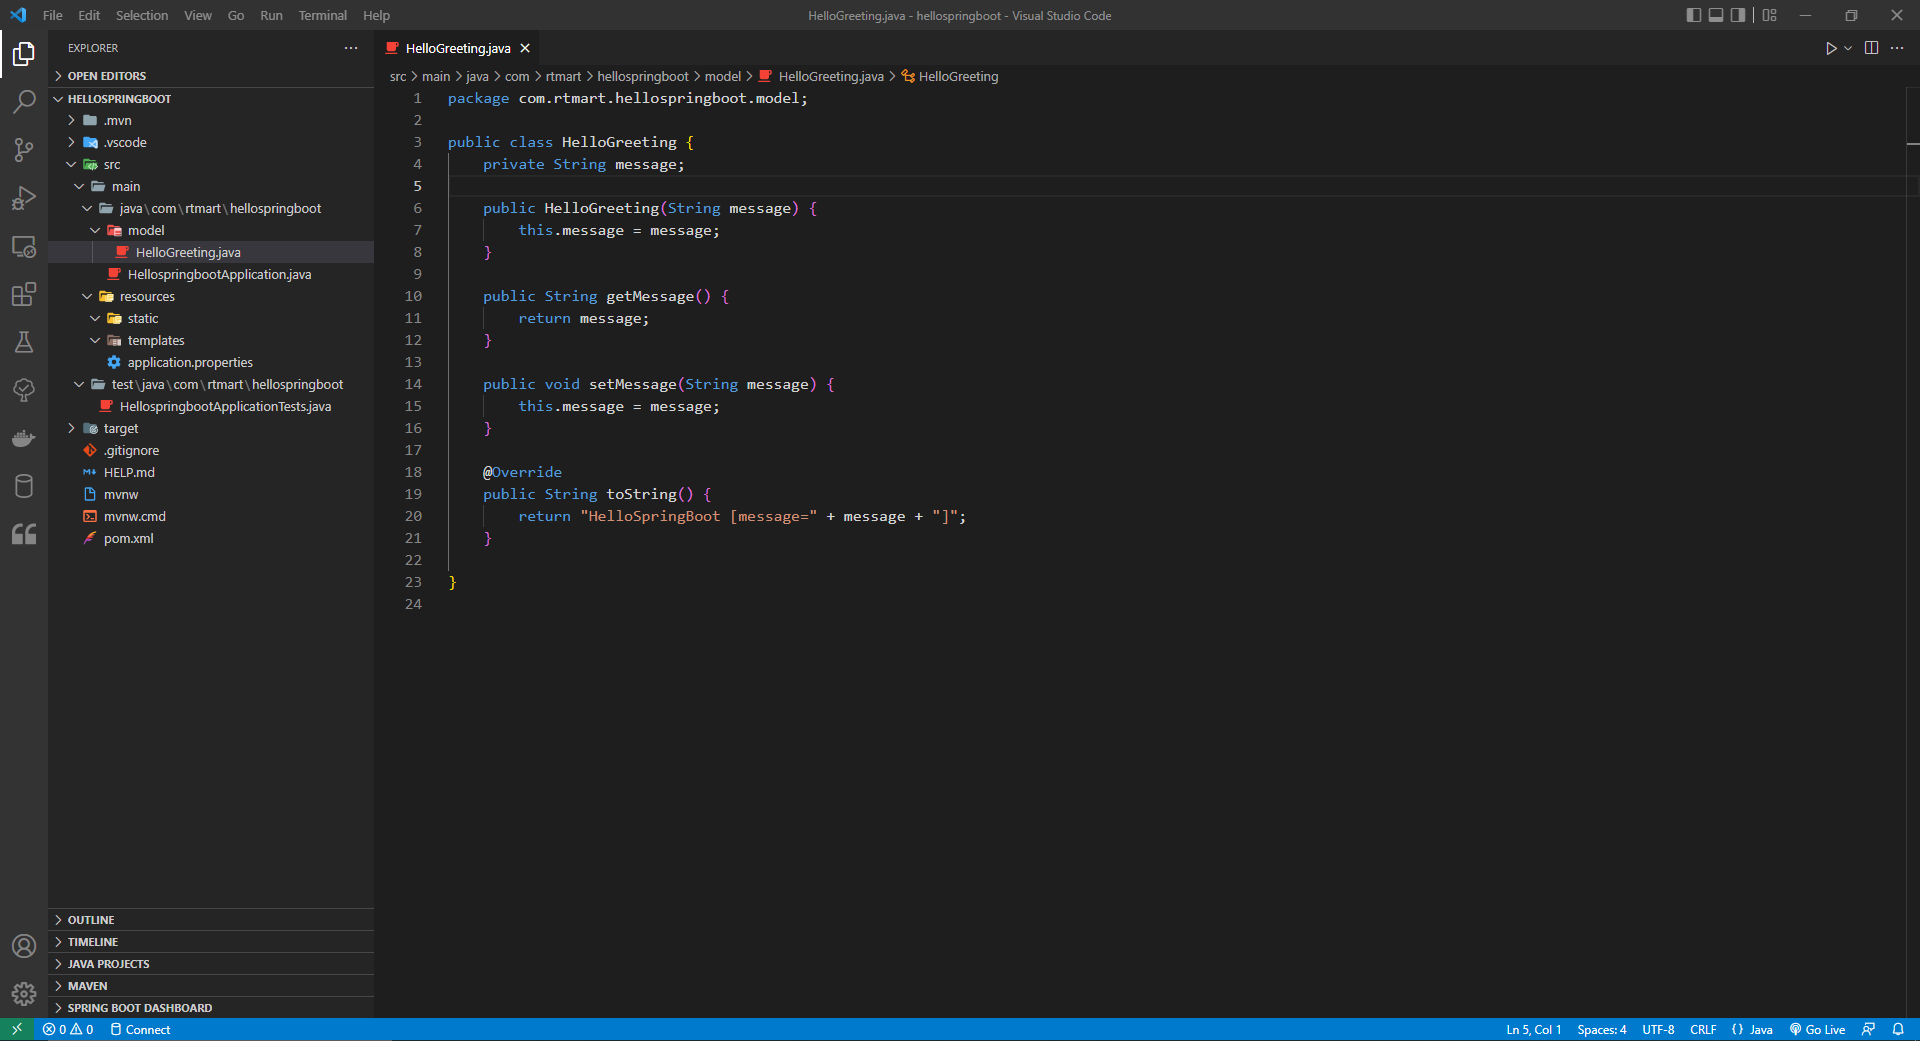 File Edit Selection View Go Run Terminal Help
HelloGreeting.java - hellospringboot - Visual Studio Code
EXPLORER
OPEN EDITORS
HELLOSPRINGBOOT
.mvn
.vscode
src
main
java\com\rtmart\hellospringboot
model
HelloGreeting.java
HellospringbootApplication.java
resources
static
templates
application.properties
test\java\com\rtmart\hellospringboot
HellospringbootApplicationTests.java
target
.gitignore
HELP.md
mvnw
mvnw.cmd
pom.xml
OUTLINE
TIMELINE
JAVA PROJECTS
MAVEN
SPRING BOOT DASHBOARD
HelloGreeting.java
src > main > java > com > rtmart > hellospringboot > model > HelloGreeting.java > HelloGreeting
1 package com.rtmart.hellospringboot.model;
2
3 public class HelloGreeting {
4     private String message;
5
6     public HelloGreeting(String message) {
7         this.message = message;
8     }
9
10     public String getMessage() {
11         return message;
12     }
13
14     public void setMessage(String message) {
15         this.message = message;
16     }
17
18     @Override
19     public String toString() {
20         return "HelloSpringBoot [message=" + message + "]";
21     }
22
23 }
24
0 0 Connect
Ln 5, Col 1 Spaces: 4 UTF-8 CRLF {} Java Go Live